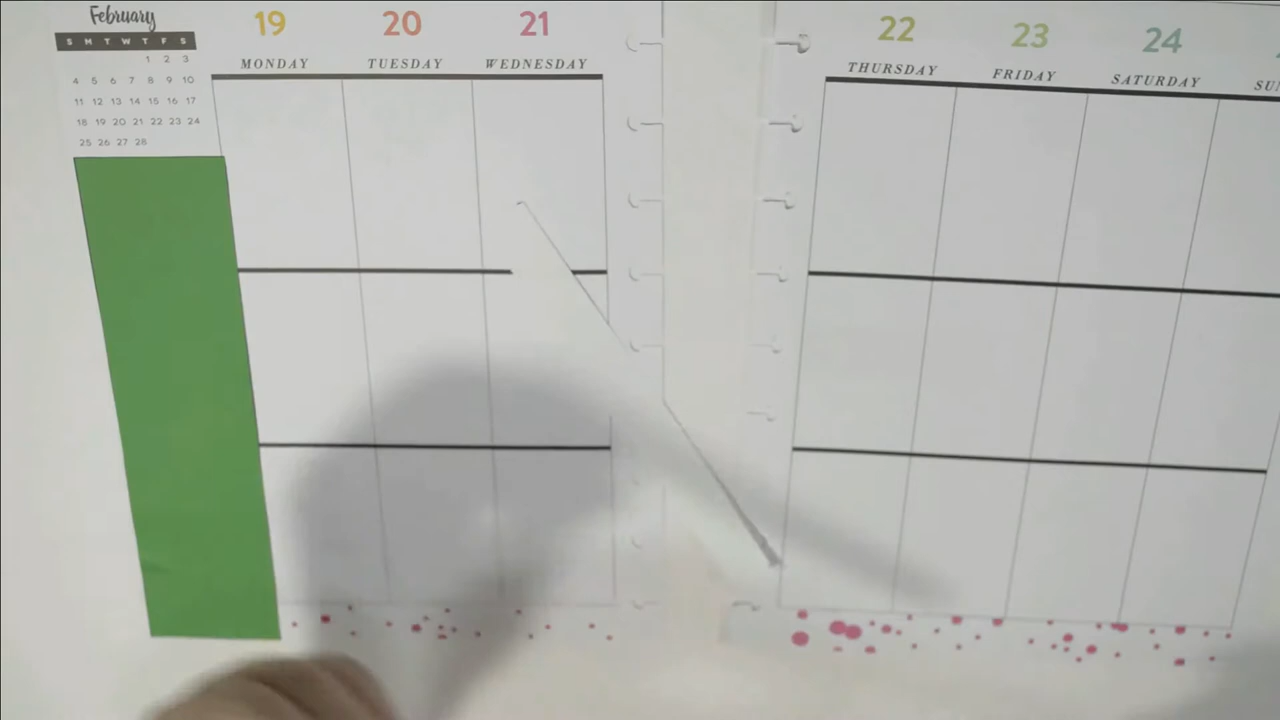 February
S M T W T F S
1 2 3
4 5 6 7 8 9 10
11 12 13 14 15 16 17
18 19 20 21 22 23 24
25 26 27 28
19 20 21
MONDAY TUESDAY WEDNESDAY
22 23 24
THURSDAY FRIDAY SATURDAY